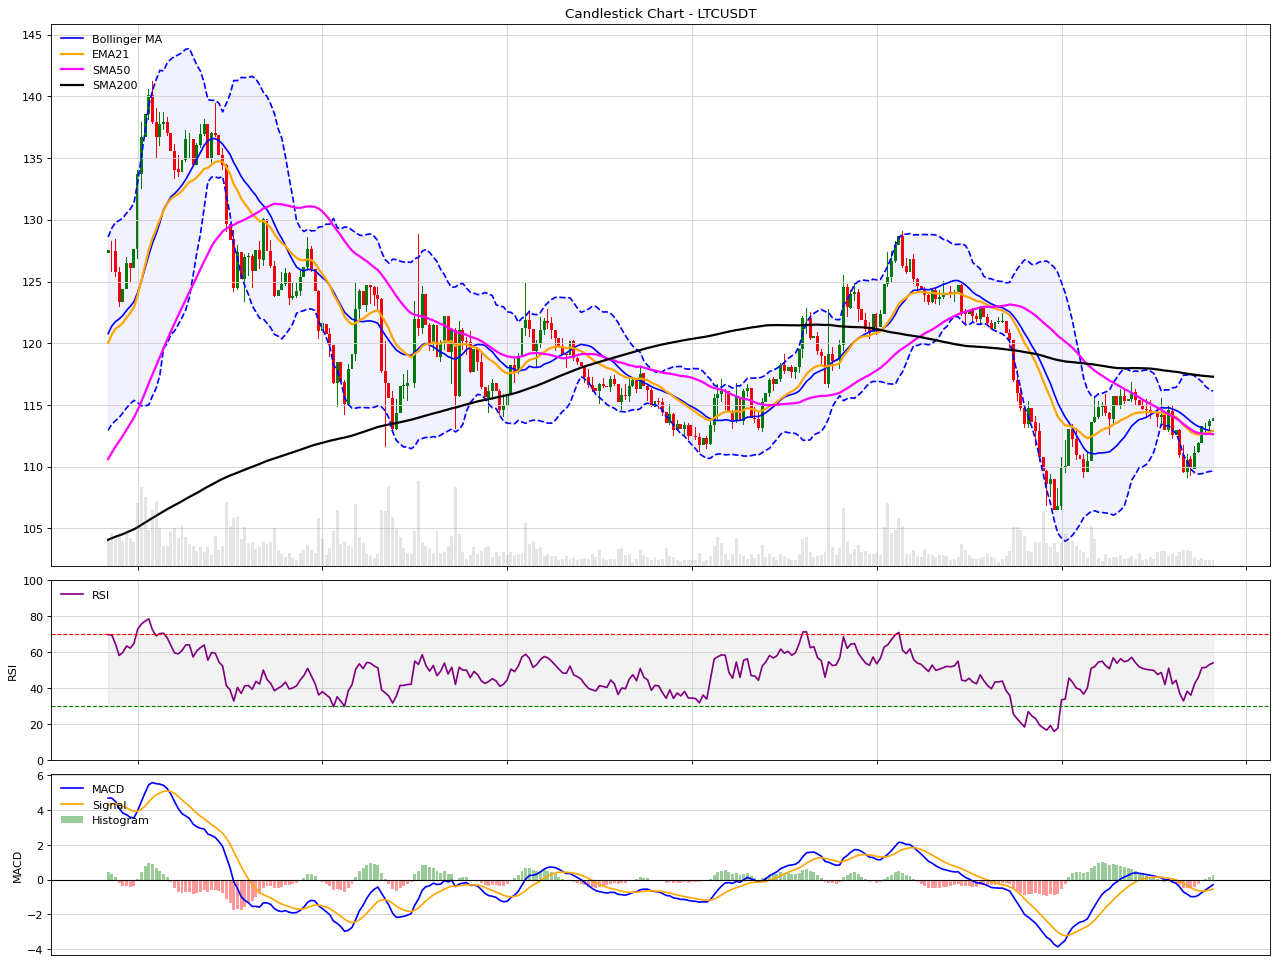 Candlestick Chart - LTCUSDT
Bollinger MA
EMA21
SMA50
SMA200
145
140
135
130
125
120
115
110
105
RSI
RSI
100
80
60
40
20
0
MACD
Signal
Histogram
MACD
6
4
2
0
−2
−4